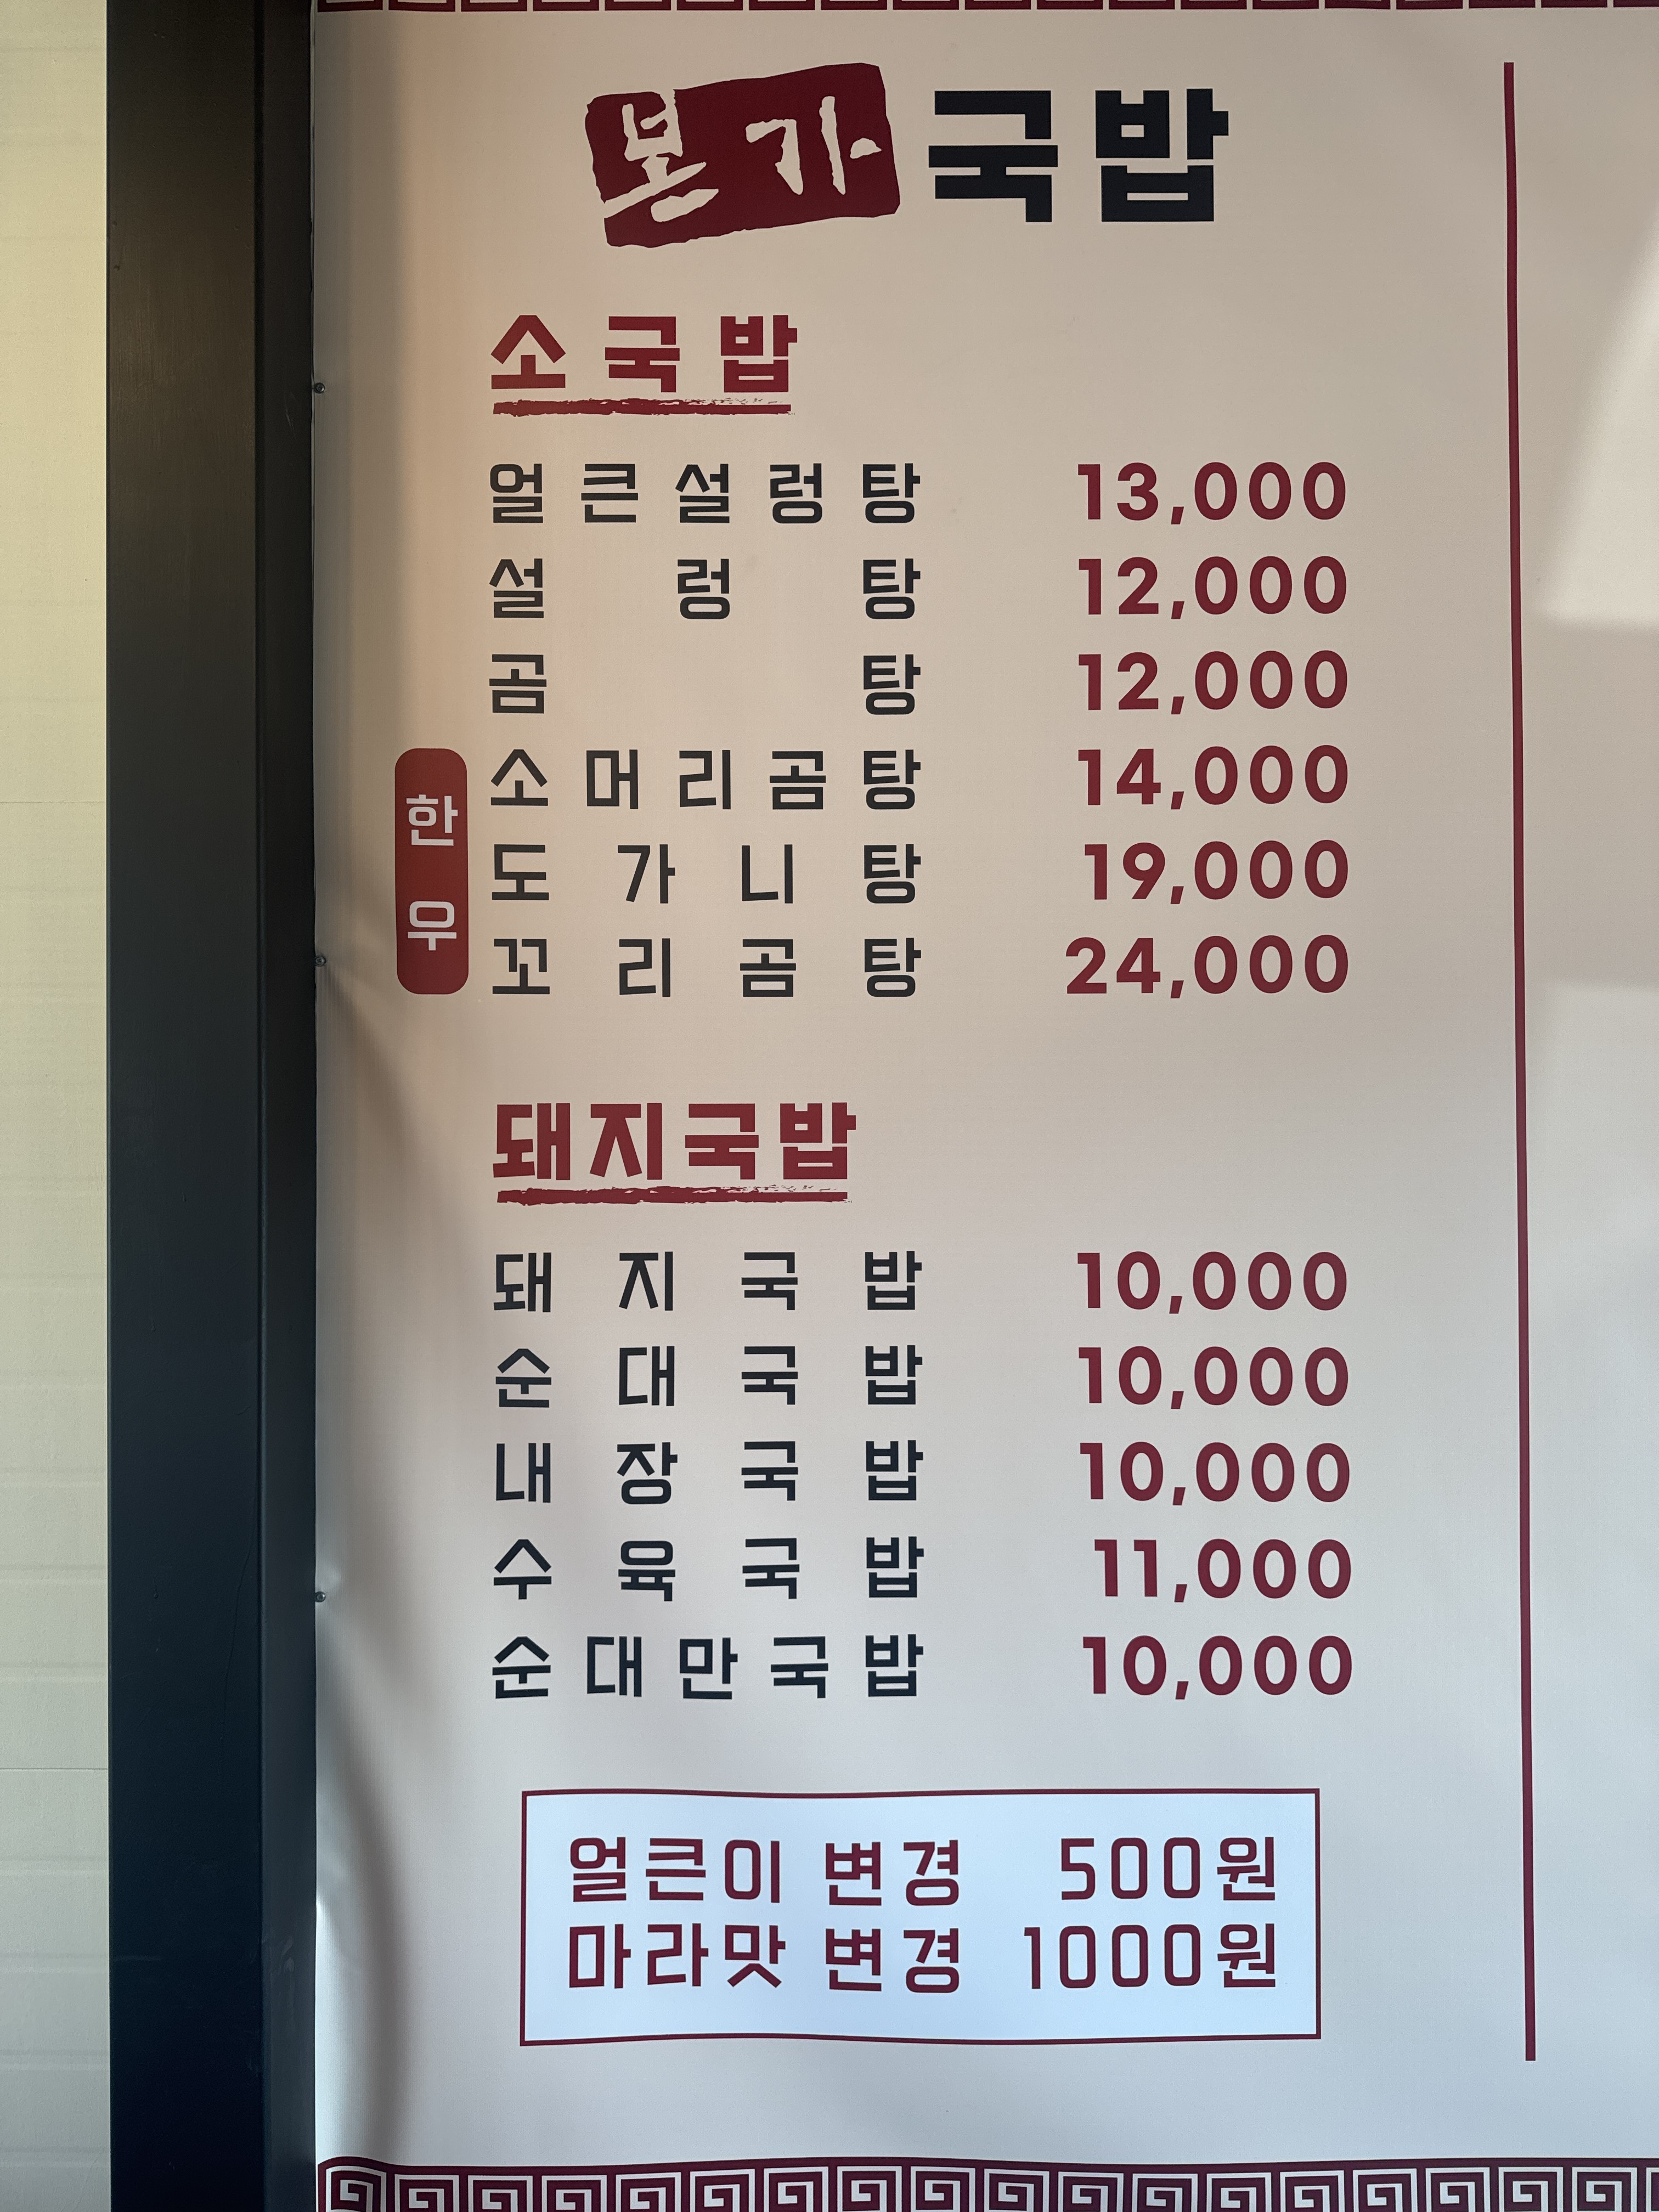 본가국밥
소국밥
얼큰설렁탕 13,000
설렁탕 12,000
곰탕 12,000
한우
소머리곰탕 14,000
도가니탕 19,000
꼬리곰탕 24,000
돼지국밥
돼지국밥 10,000
순대국밥 10,000
내장국밥 10,000
수육국밥 11,000
순대만국밥 10,000
얼큰이 변경 500원
마라맛 변경 1000원